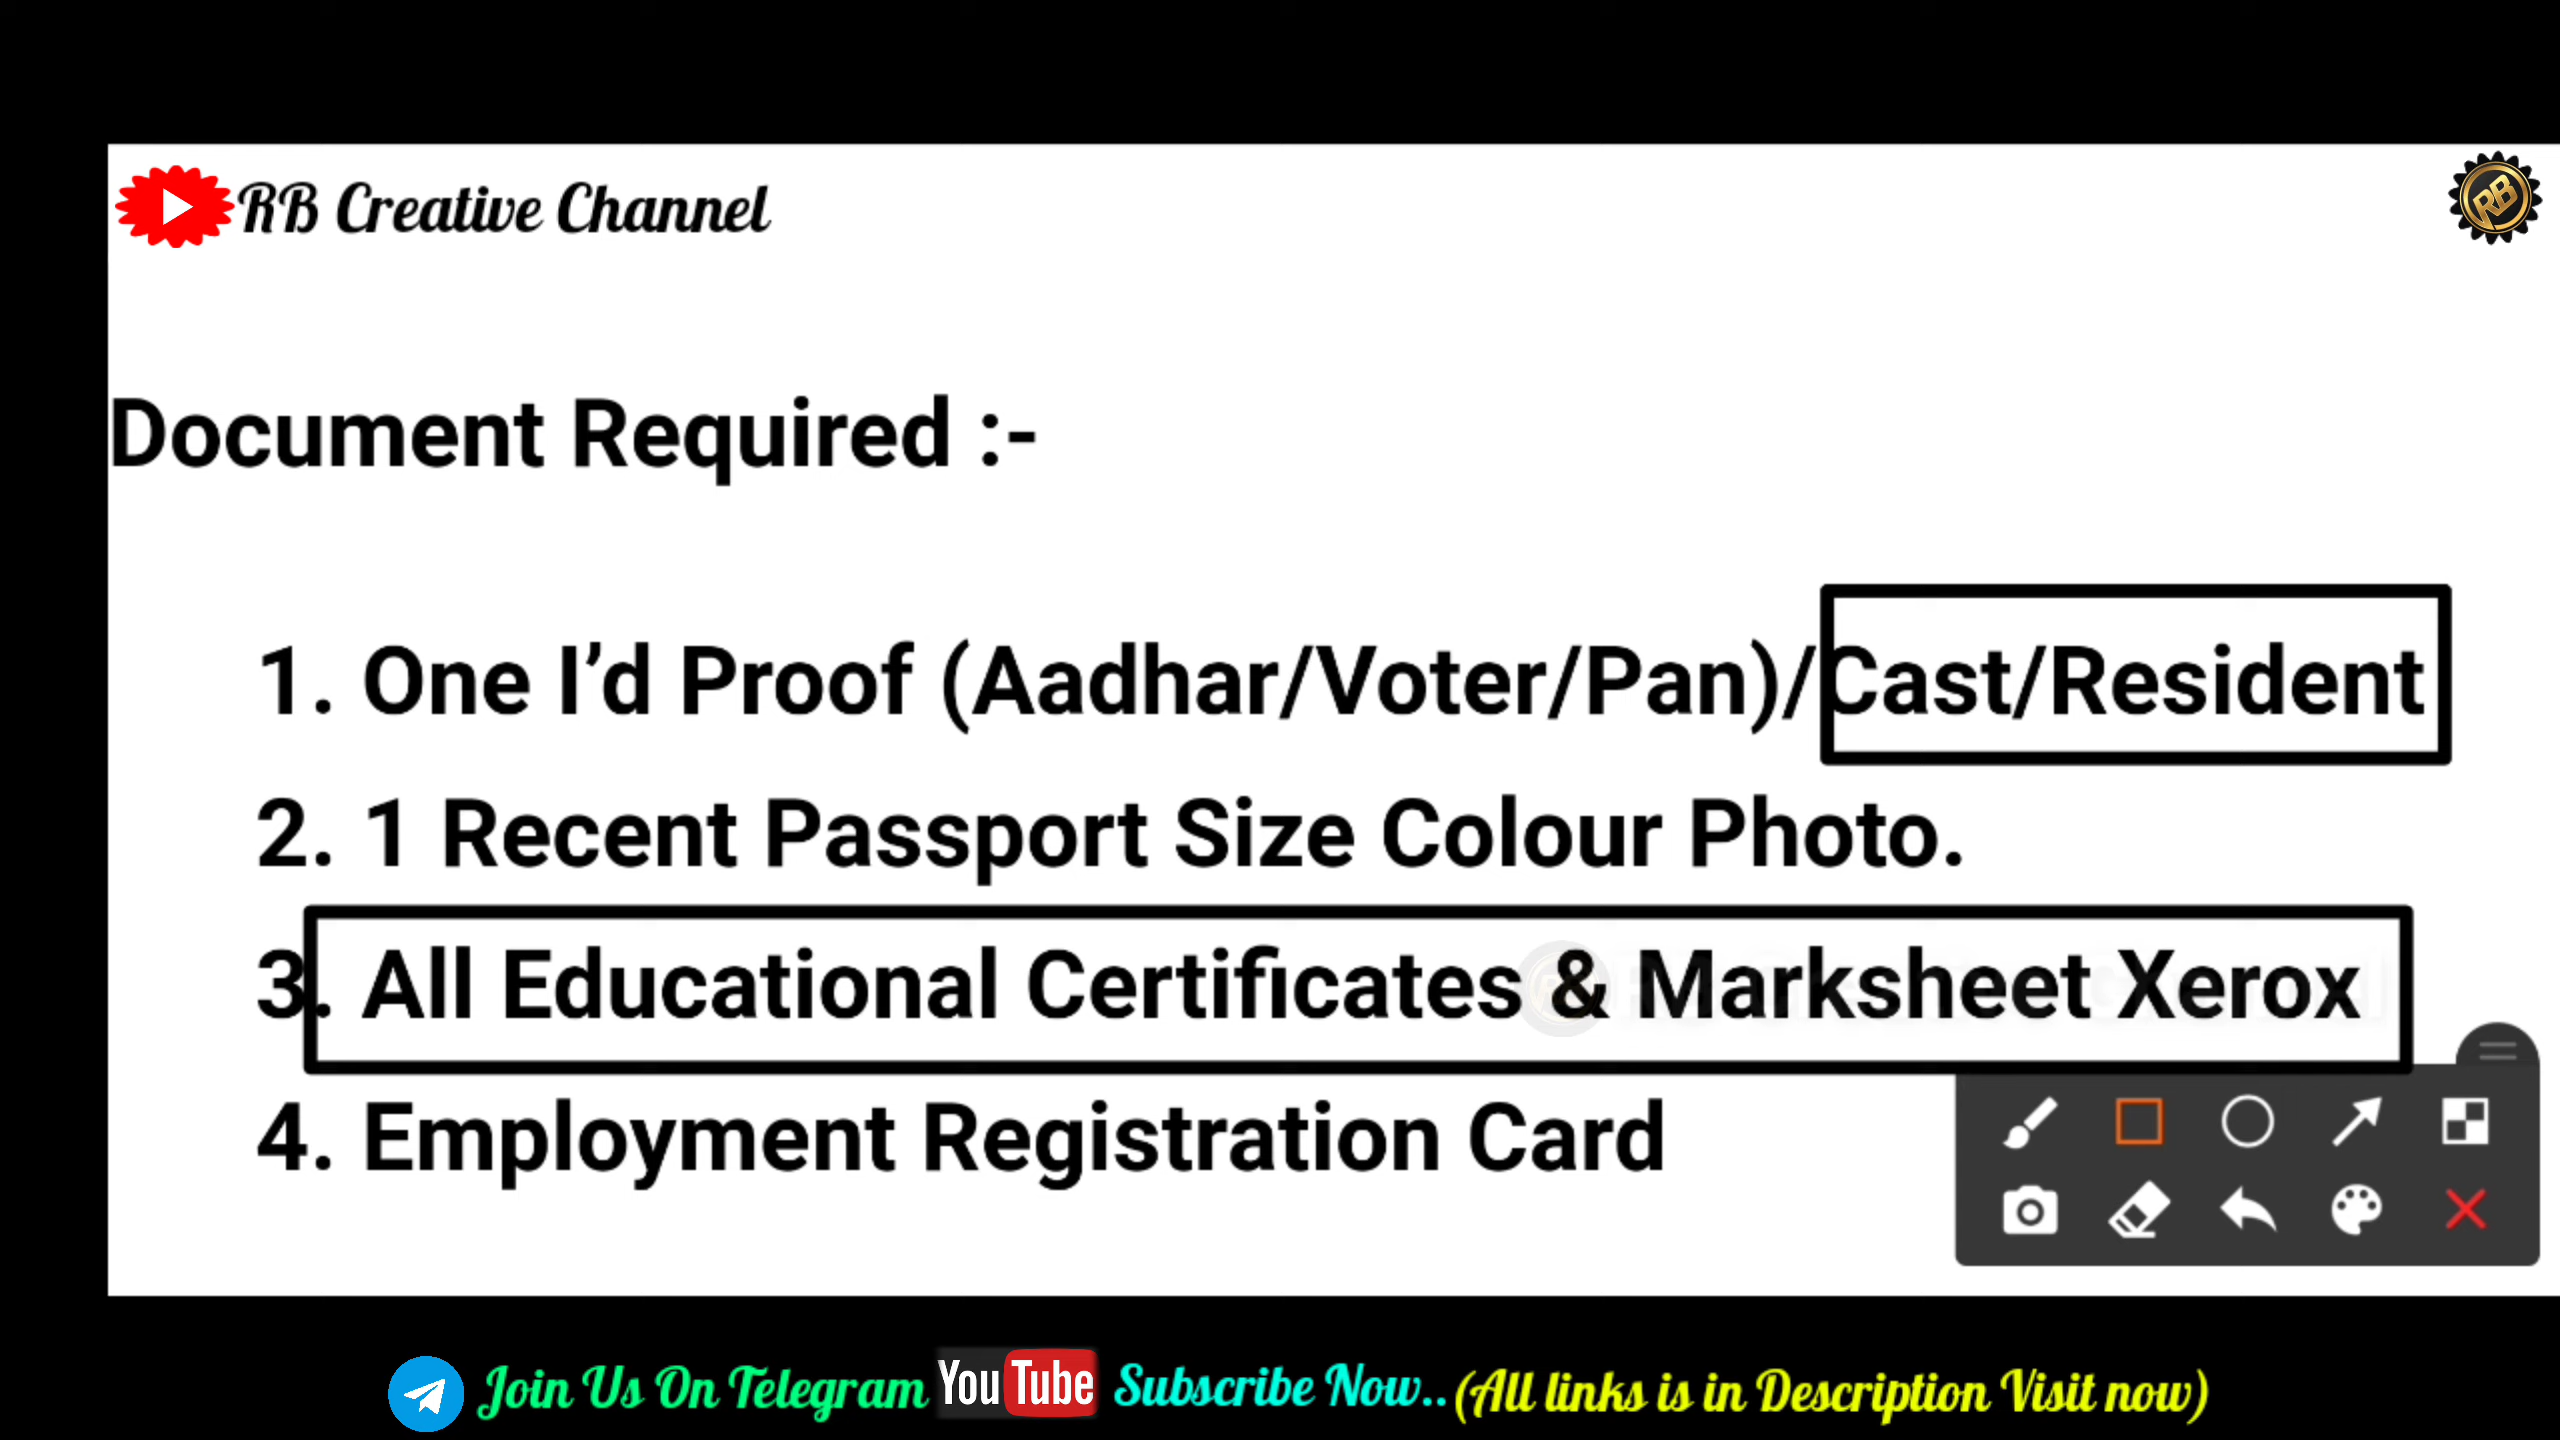 RB Creative Channel
RB
Document Required :-
1. One I’d Proof (Aadhar/Voter/Pan)/Cast/Resident
2. 1 Recent Passport Size Colour Photo.
3. All Educational Certificates & Marksheet Xerox
4. Employment Registration Card
Join Us On Telegram YouTube Subscribe Now..(All links is in Description Visit now)